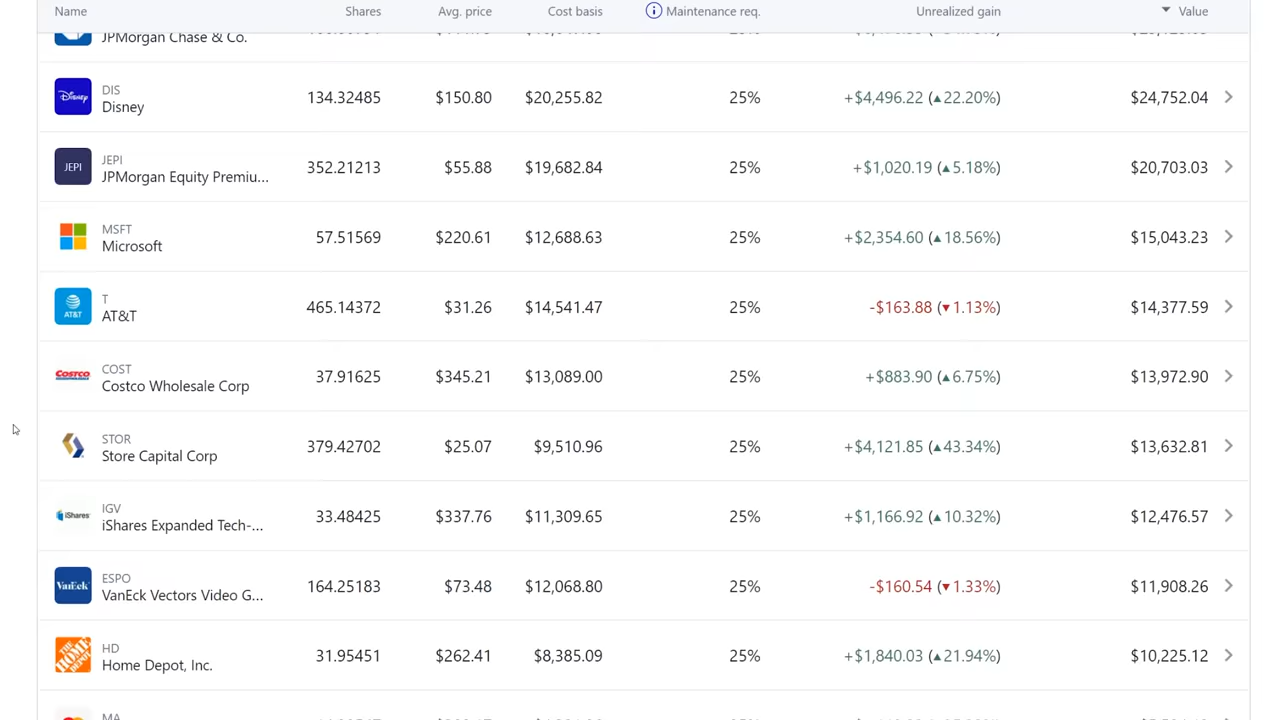 Name Shares Avg. price Cost basis Maintenance req. Unrealized gain Value
JPMorgan Chase & Co.
DIS
Disney 134.32485 $150.80 $20,255.82 25% +$4,496.22 (▲22.20%) $24,752.04
Disney
JEPI
JEPI
JPMorgan Equity Premiu... 352.21213 $55.88 $19,682.84 25% +$1,020.19 (▲5.18%) $20,703.03
MSFT
Microsoft 57.51569 $220.61 $12,688.63 25% +$2,354.60 (▲18.56%) $15,043.23
AT&T
T
AT&T 465.14372 $31.26 $14,541.47 25% -$163.88 (▼1.13%) $14,377.59
Costco
WHOLESALE
COST
Costco Wholesale Corp 37.91625 $345.21 $13,089.00 25% +$883.90 (▲6.75%) $13,972.90
STOR
Store Capital Corp 379.42702 $25.07 $9,510.96 25% +$4,121.85 (▲43.34%) $13,632.81
iShares
IGV
iShares Expanded Tech-... 33.48425 $337.76 $11,309.65 25% +$1,166.92 (▲10.32%) $12,476.57
VanEck
ESPO
VanEck Vectors Video G... 164.25183 $73.48 $12,068.80 25% -$160.54 (▼1.33%) $11,908.26
THE HOME DEPOT
HD
Home Depot, Inc. 31.95451 $262.41 $8,385.09 25% +$1,840.03 (▲21.94%) $10,225.12
MA